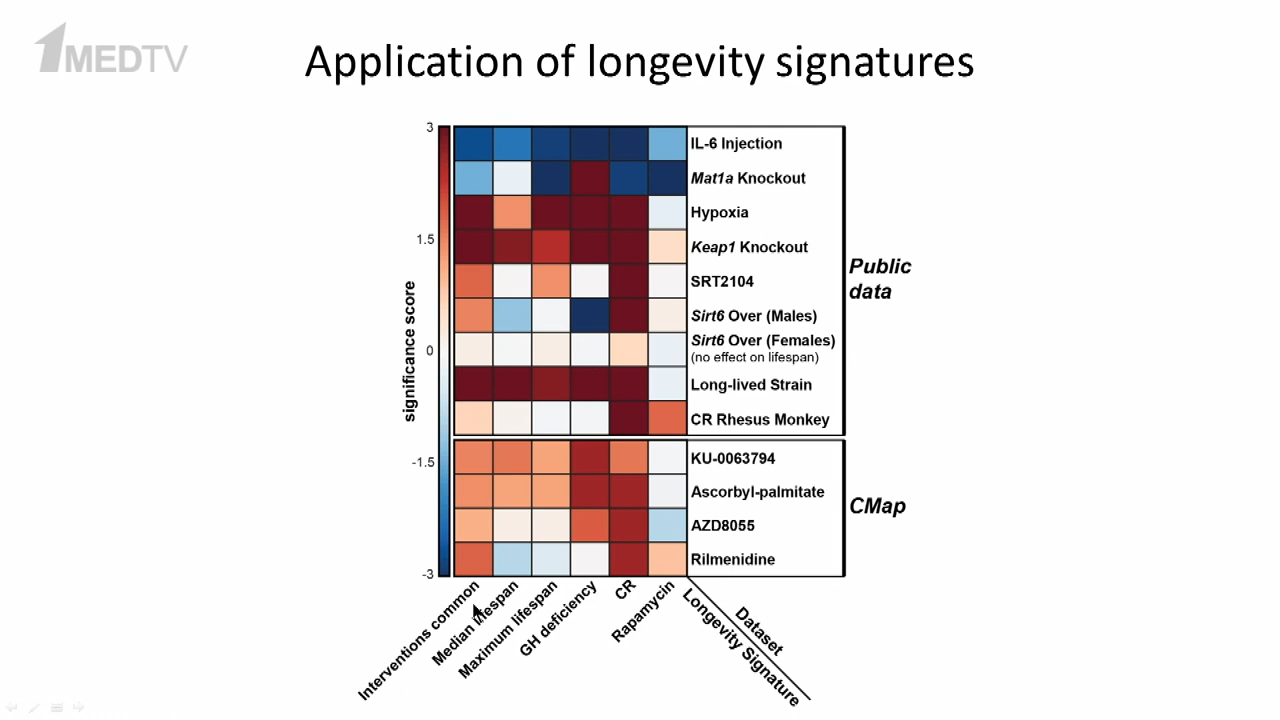 1MEDTV
Application of longevity signatures
3
1.5
0
-1.5
-3
significance score
IL-6 Injection
Mat1a Knockout
Hypoxia
Keap1 Knockout
SRT2104
Sirt6 Over (Males)
Sirt6 Over (Females)
(no effect on lifespan)
Long-lived Strain
CR Rhesus Monkey
Public
data
KU-0063794
Ascorbyl-palmitate
AZD8055
Rilmenidine
CMap
Interventions common
Median lifespan
Maximum lifespan
GH deficiency
CR
Rapamycin
Dataset
Longevity Signature